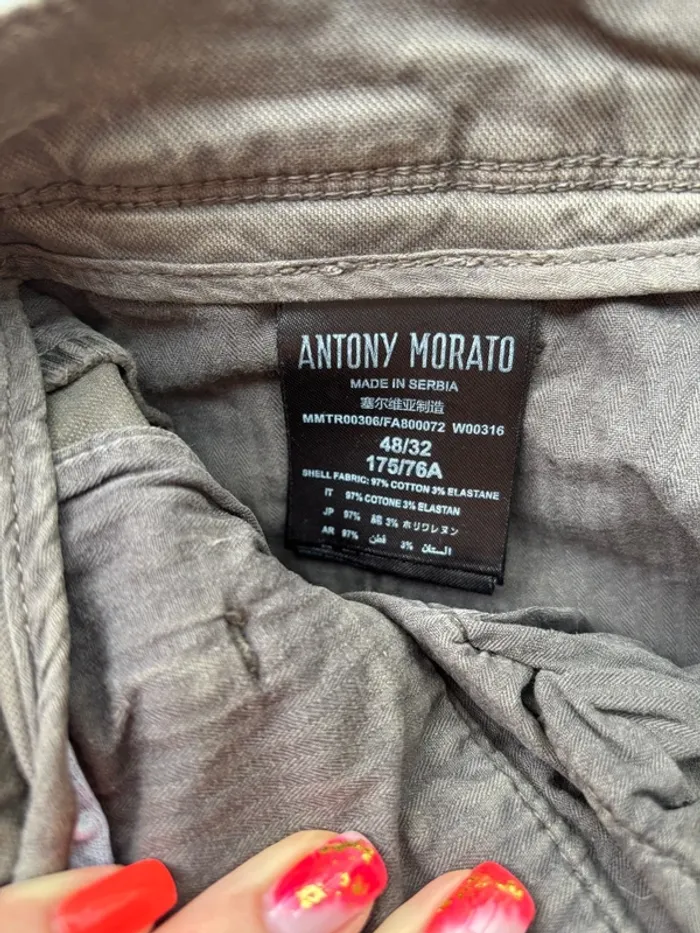 ANTONY MORATO
MADE IN SERBIA
塞尔维亚制造
MMTR00306/FA800072 W00316
48/32
175/76A
SHELL FABRIC: 97% COTTON 3% ELASTANE
IT 97% COTONE 3% ELASTAN
JP 97% 綿 3% ホリウレタン
AR 97% قطن 3% الستان